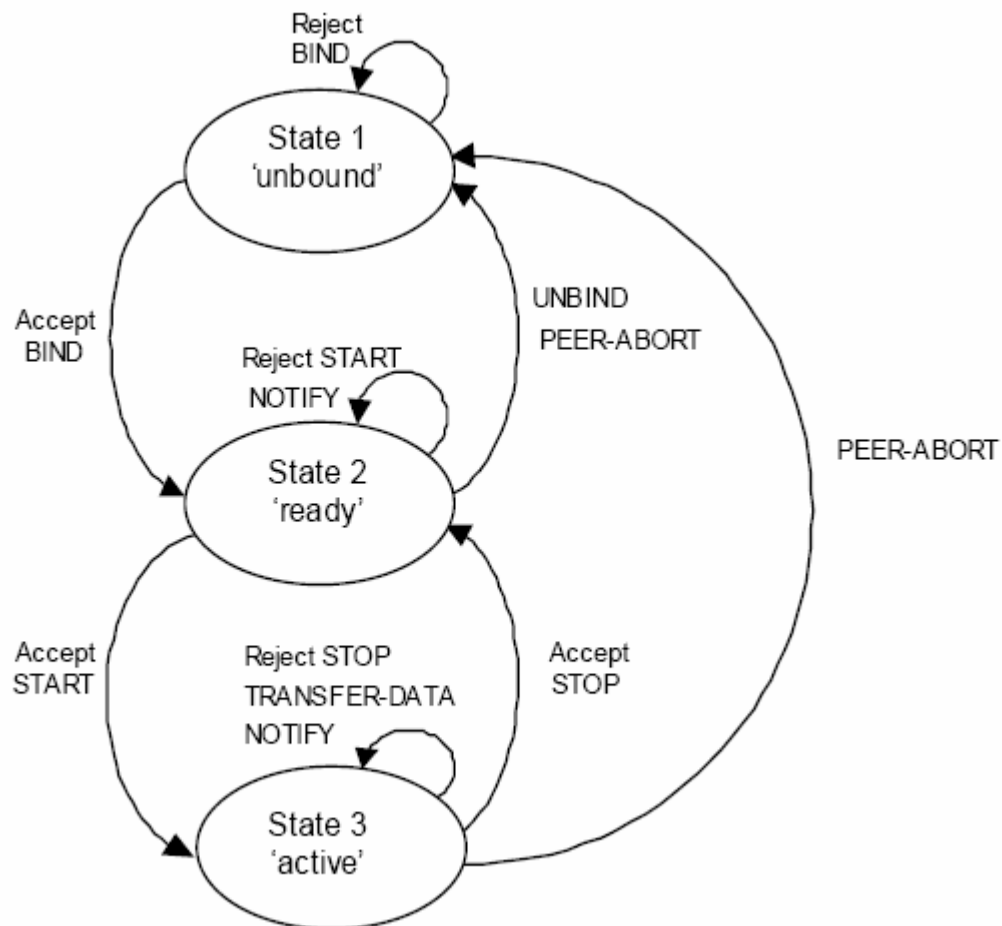 Reject
BIND
State 1
‘unbound’
Accept
BIND
UNBIND
PEER-ABORT
Reject START
NOTIFY
PEER-ABORT
State 2
‘ready’
Accept
START
Reject STOP
TRANSFER-DATA
NOTIFY
Accept
STOP
State 3
‘active’